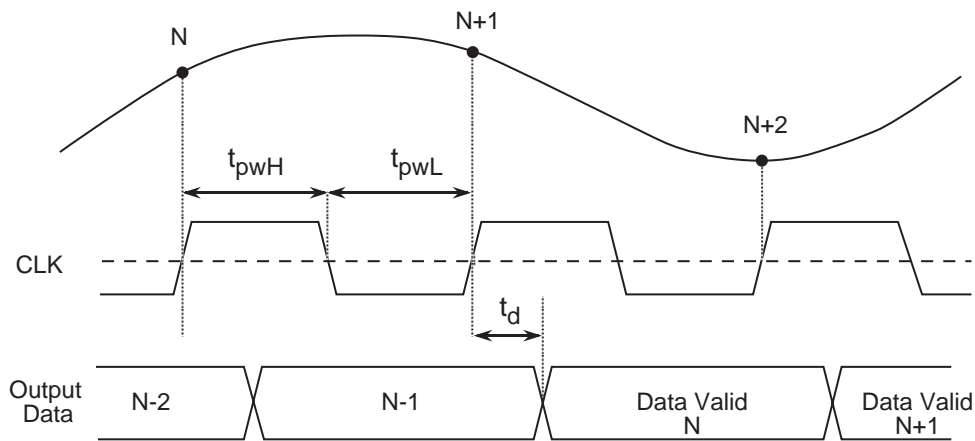 N
N+1
N+2
tpwH
tpwL
CLK
td
Output
Data
N-2
N-1
Data Valid
N
Data Valid
N+1